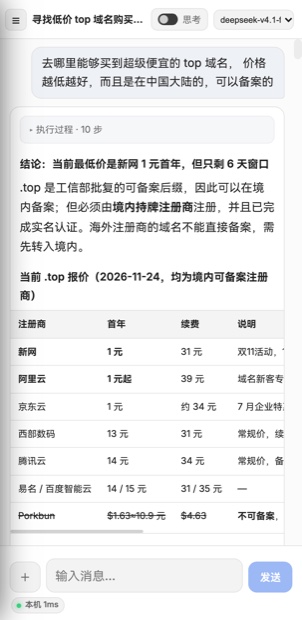 寻找低价 top 域名购买...
思考
deepseek-v4.1-f
去哪里能够买到超级便宜的 top 域名， 价格
越低越好，而且是在中国大陆的，可以备案的
执行过程 · 10 步
结论：当前最低价是新网 1 元首年，但只剩 6 天窗口
.top 是工信部批复的可备案后缀，因此可以在境
内备案；但必须由境内持牌注册商注册，并且已完
成实名认证。海外注册商的域名不能直接备案，需
先转入境内。
当前 .top 报价（2026-11-24，均为境内可备案注册
商）
注册商 首年 续费 说明
新网 1 元 31 元 双11活动，
阿里云 1 元起 39 元 域名新客专
京东云 1 元 约 34 元 7 月企业特
西部数码 13 元 31 元 常规价，续
腾讯云 14 元 34 元 常规价，备
易名 / 百度智能云 14 / 15 元 31 / 35 元 —
Porkbun $1.63≈10.9 元 $4.63 不可备案，
+ 输入消息... 发送
本机 1ms